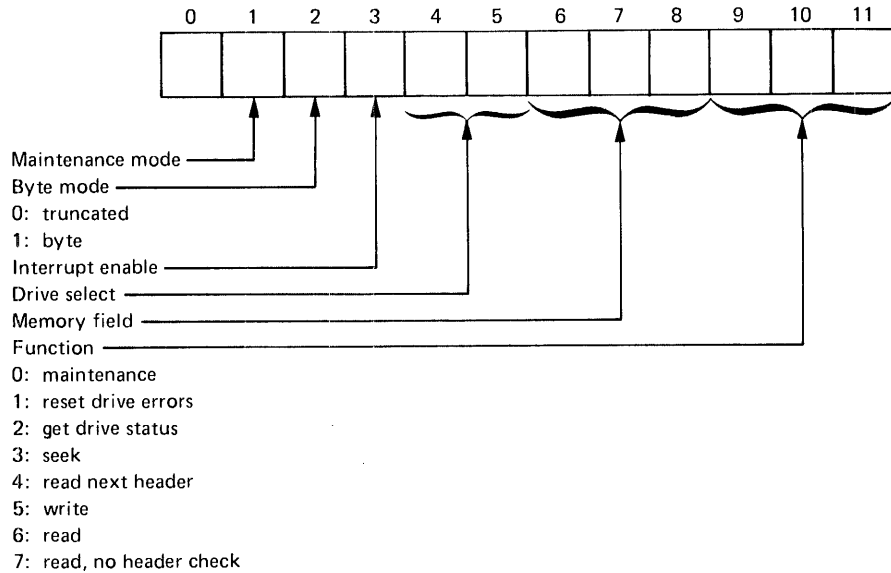 0 1 2 3 4 5 6 7 8 9 10 11
Maintenance mode
Byte mode
0: truncated
1: byte
Interrupt enable
Drive select
Memory field
Function
0: maintenance
1: reset drive errors
2: get drive status
3: seek
4: read next header
5: write
6: read
7: read, no header check